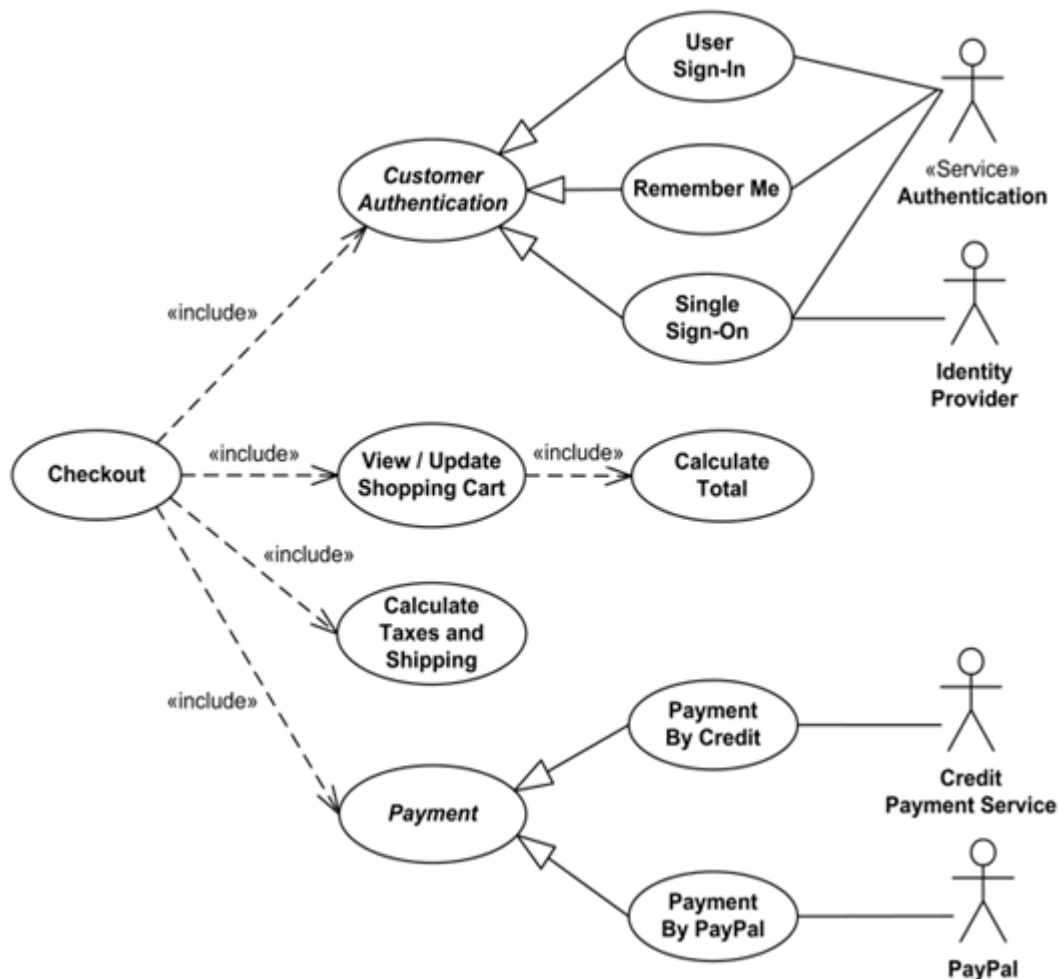 User
Sign-In
«Service»
Authentication
Customer
Authentication
Remember Me
Single
Sign-On
Identity
Provider
«include»
Checkout
«include»
View / Update
Shopping Cart
«include»
Calculate
Total
«include»
Calculate
Taxes and
Shipping
«include»
Payment
By Credit
Credit
Payment Service
Payment
Payment
By PayPal
PayPal